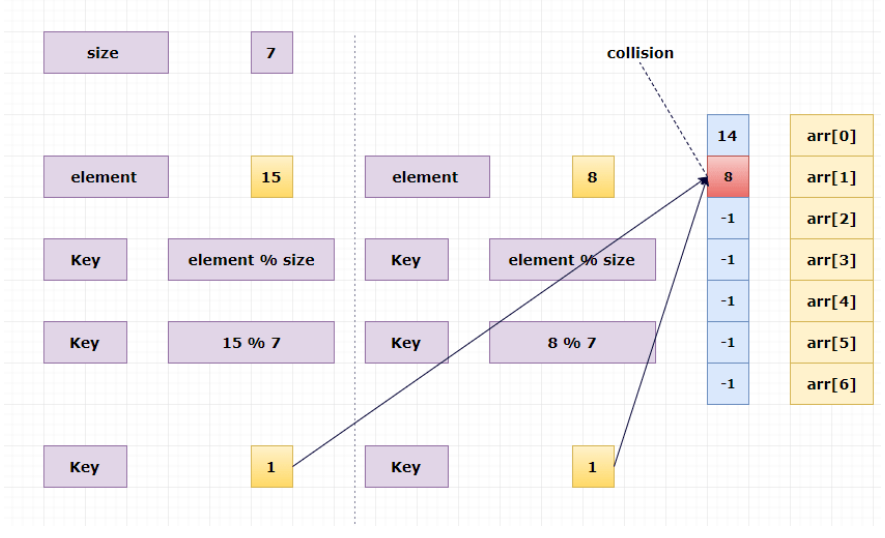 size 7 collision
14 arr[0]
element 15 element 8 8 arr[1]
-1 arr[2]
Key element % size Key element % size -1 arr[3]
-1 arr[4]
Key 15 % 7 Key 8 % 7 -1 arr[5]
-1 arr[6]
Key 1 Key 1